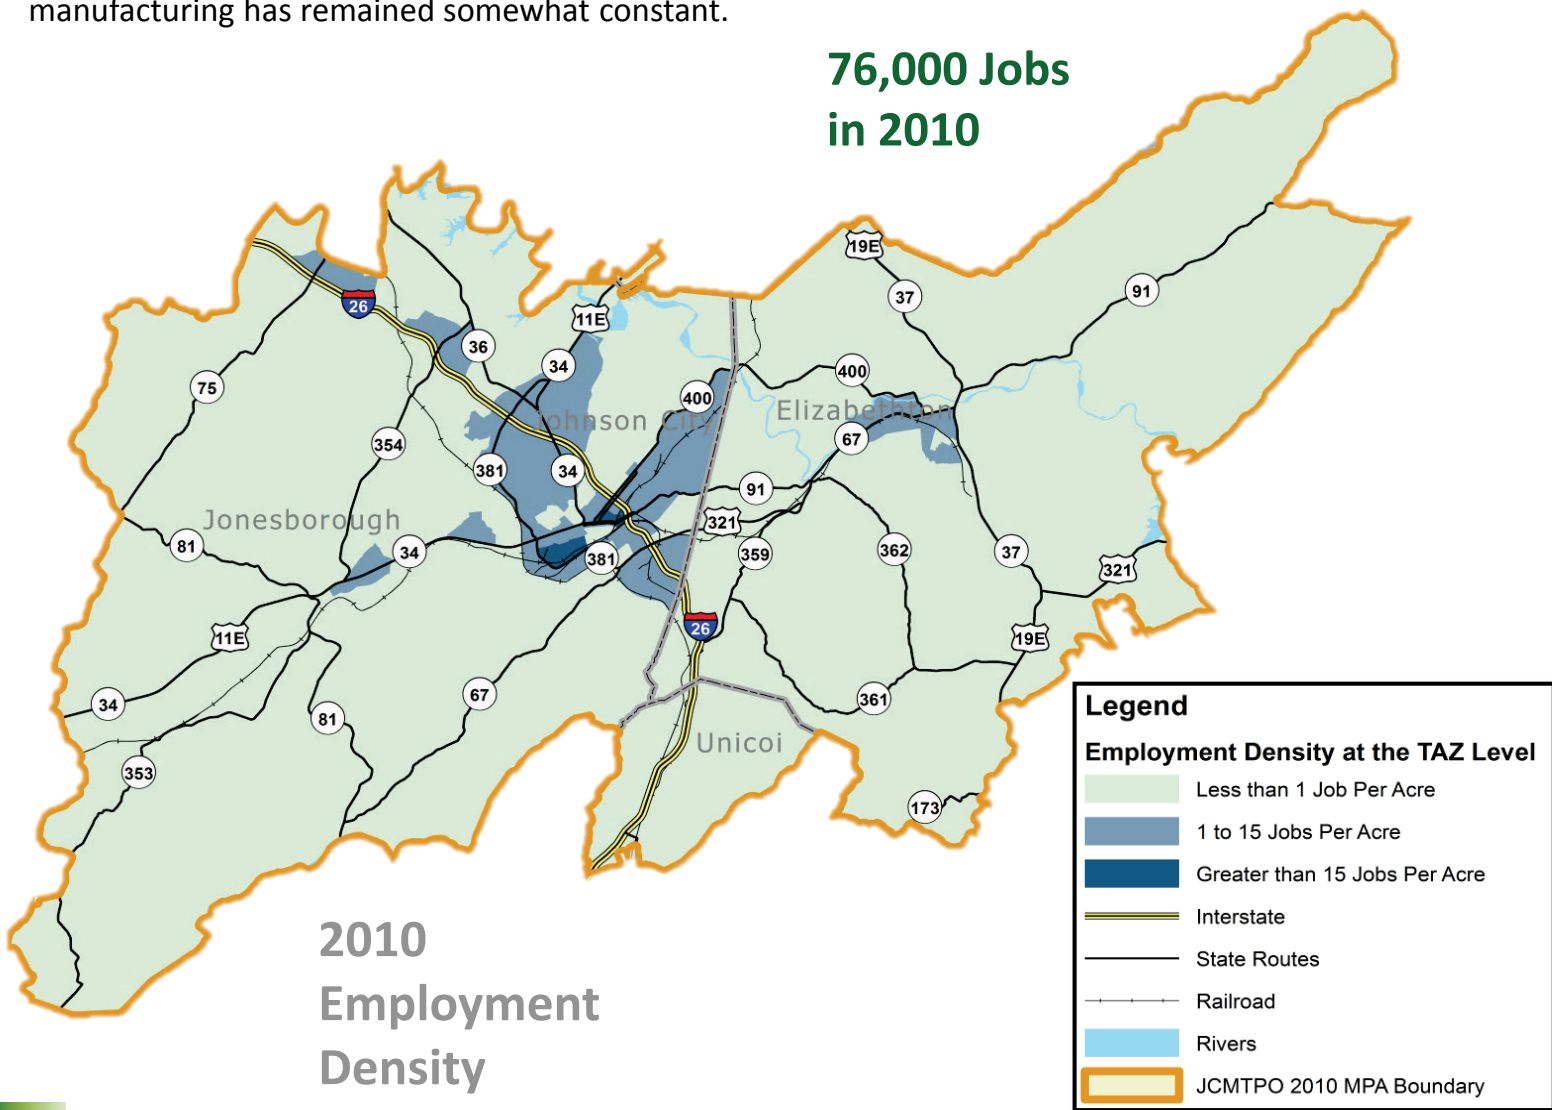 manufacturing has remained somewhat constant.
76,000 Jobs
in 2010
19E
26
37
91
11E
36
34
75
400
400
Johnson City
Elizabethton
67
354
381
34
91
Jonesborough
321
81
34
381
359
362
37
321
26
11E
19E
67
361
34
81
Unicoi
353
173
2010
Employment
Density
Legend
Employment Density at the TAZ Level
Less than 1 Job Per Acre
1 to 15 Jobs Per Acre
Greater than 15 Jobs Per Acre
Interstate
State Routes
Railroad
Rivers
JCMTPO 2010 MPA Boundary